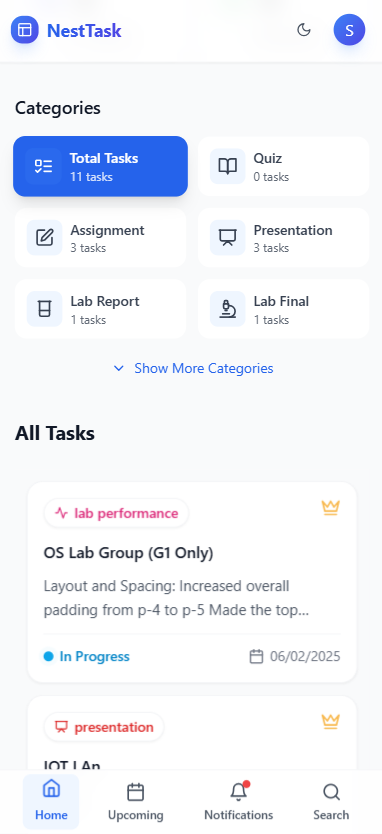 NestTask
S
Categories
Total Tasks
11 tasks
Quiz
0 tasks
Assignment
3 tasks
Presentation
3 tasks
Lab Report
1 tasks
Lab Final
1 tasks
Show More Categories
All Tasks
lab performance
OS Lab Group (G1 Only)
Layout and Spacing: Increased overall
padding from p-4 to p-5 Made the top...
In Progress
06/02/2025
presentation
IOT LAn
Home
Upcoming
Notifications
Search